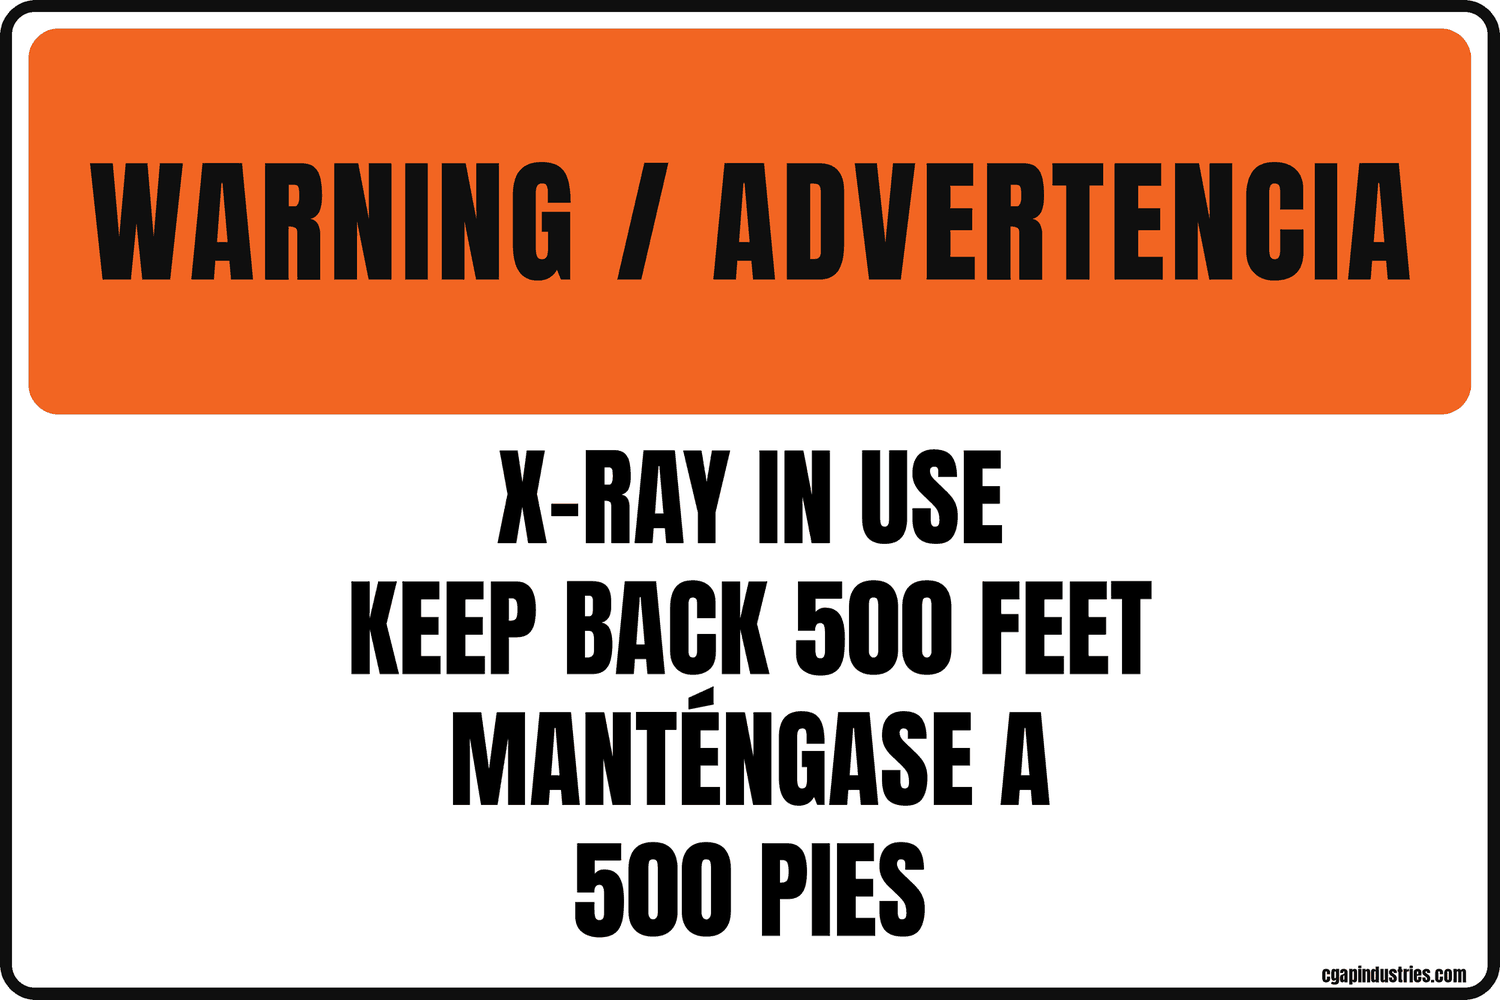 WARNING / ADVERTENCIA
X-RAY IN USE
KEEP BACK 500 FEET
MANTÉNGASE A
500 PIES
cgapindustries.com